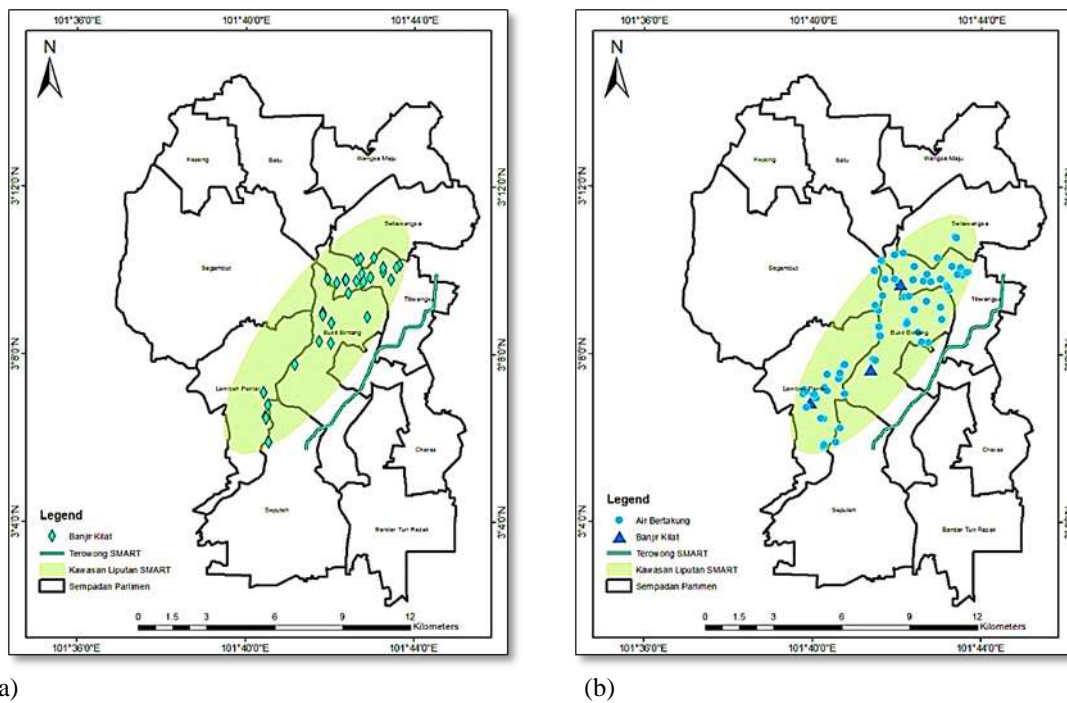 101°36'0"E 101°40'0"E 101°44'0"E
N
3°12'0"N
3°8'0"N
3°4'0"N
Kepong
Batu
Wangsa Maju
Setiawangsa
Segambut
Titiwangsa
Bukit Bintang
Lembah Pantai
Cheras
Seputeh
Bandar Tun Razak
Legend
Banjir Kilat
Terowong SMART
Kawasan Liputan SMART
Sempadan Parlimen
0 1.5 3 6 9 12
Kilometers
101°36'0"E 101°40'0"E 101°44'0"E
a)
101°36'0"E 101°40'0"E 101°44'0"E
N
3°12'0"N
3°8'0"N
3°4'0"N
Kepong
Batu
Wangsa Maju
Setiawangsa
Segambut
Titiwangsa
Bukit Bintang
Lembah Pantai
Cheras
Seputeh
Bandar Tun Razak
Legend
Air Bertakung
Banjir Kilat
Terowong SMART
Kawasan Liputan SMART
Sempadan Parlimen
0 1.5 3 6 9 12
Kilometers
101°36'0"E 101°40'0"E 101°44'0"E
(b)